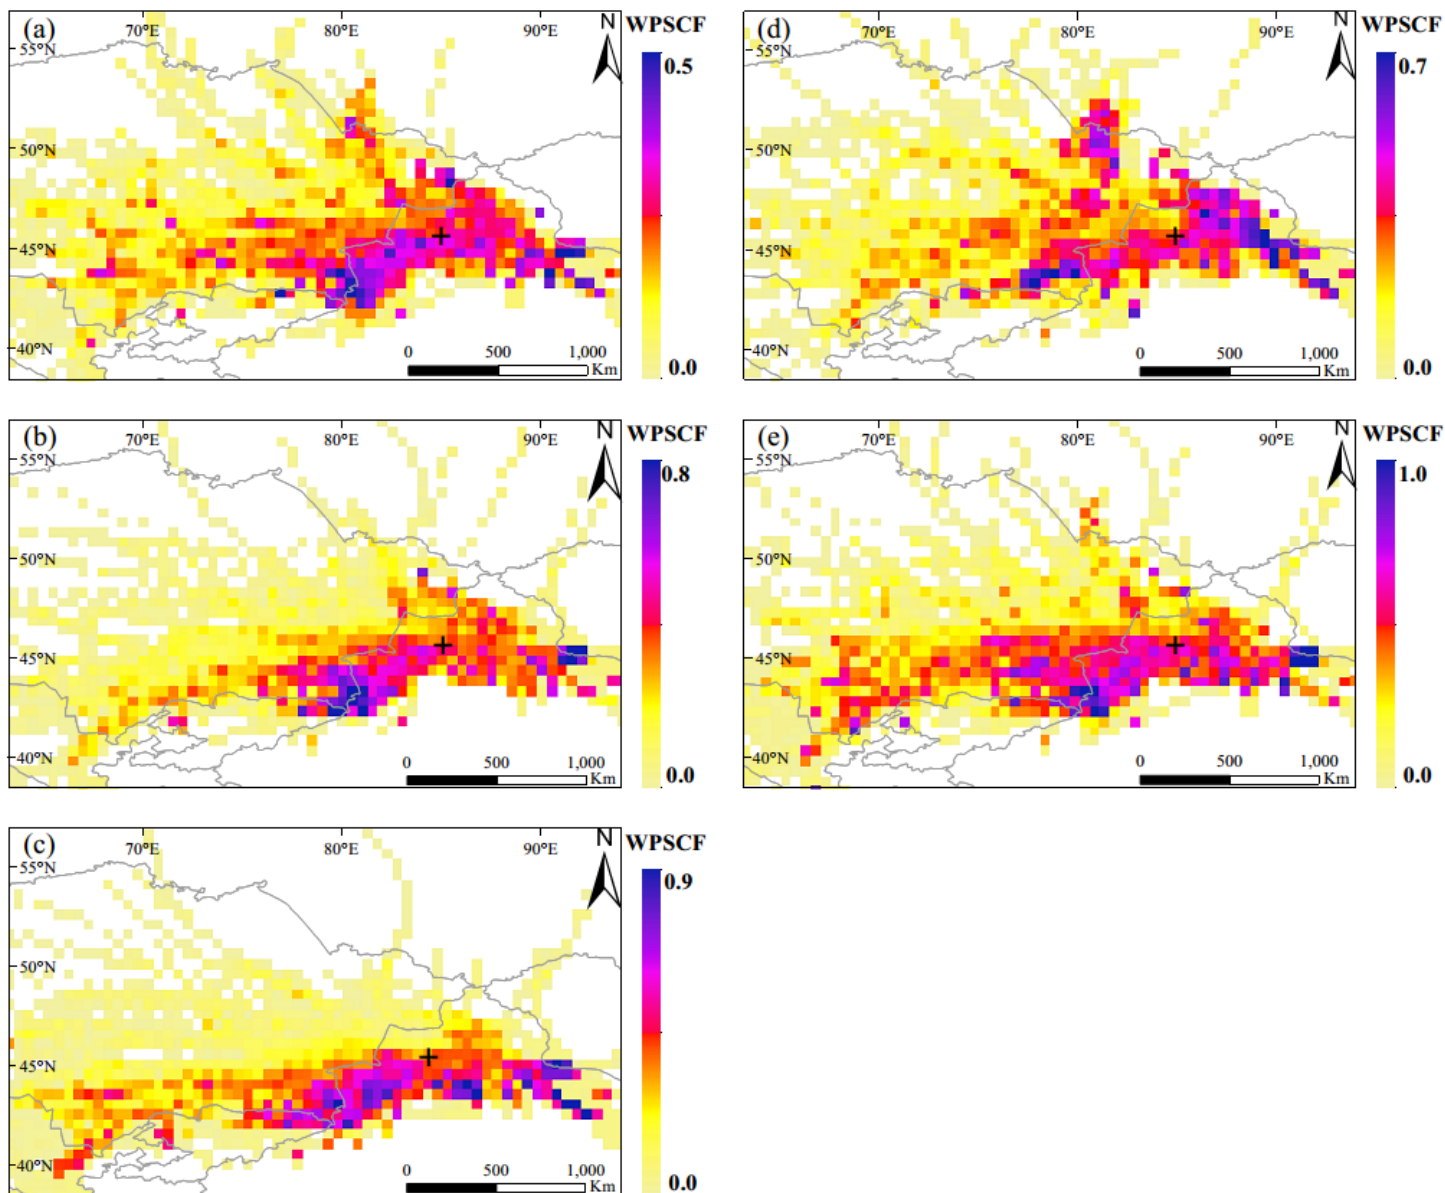 (a) 70°E 80°E 90°E N WPSCF
55°N 0.5
50°N
45°N
40°N 0 500 1,000 Km 0.0
(d) 70°E 80°E 90°E N WPSCF
55°N 0.7
50°N
45°N
40°N 0 500 1,000 Km 0.0
(b) 70°E 80°E 90°E N WPSCF
55°N 0.8
50°N
45°N
40°N 0 500 1,000 Km 0.0
(e) 70°E 80°E 90°E N WPSCF
55°N 1.0
50°N
45°N
40°N 0 500 1,000 Km 0.0
(c) 70°E 80°E 90°E N WPSCF
55°N 0.9
50°N
45°N
40°N 0 500 1,000 Km 0.0